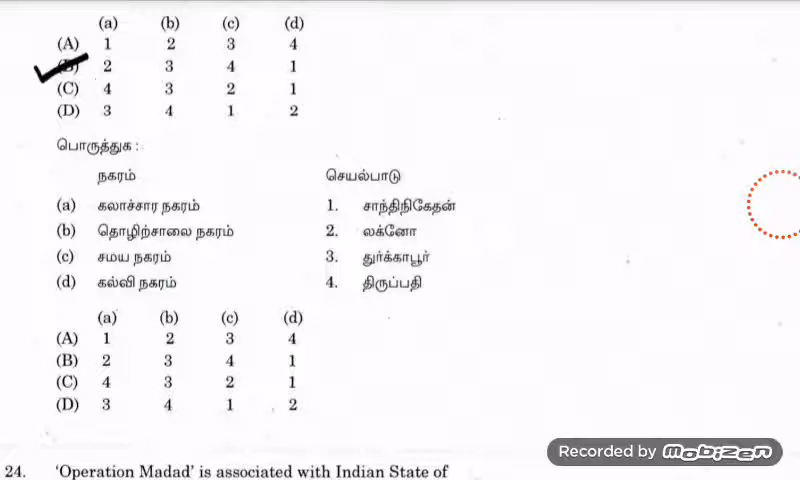 (a) (b) (c) (d)
(A) 1 2 3 4
(B) 2 3 4 1
(C) 4 3 2 1
(D) 3 4 1 2
பொருத்துக :
நகரம் செயல்பாடு
(a) கலாச்சார நகரம் 1. சாந்திநிகேதன்
(b) தொழிற்சாலை நகரம் 2. லக்னோ
(c) சமய நகரம் 3. துர்க்காபூர்
(d) கல்வி நகரம் 4. திருப்பதி
(a) (b) (c) (d)
(A) 1 2 3 4
(B) 2 3 4 1
(C) 4 3 2 1
(D) 3 4 1 2
24. 'Operation Madad' is associated with Indian State of
Recorded by mobizen